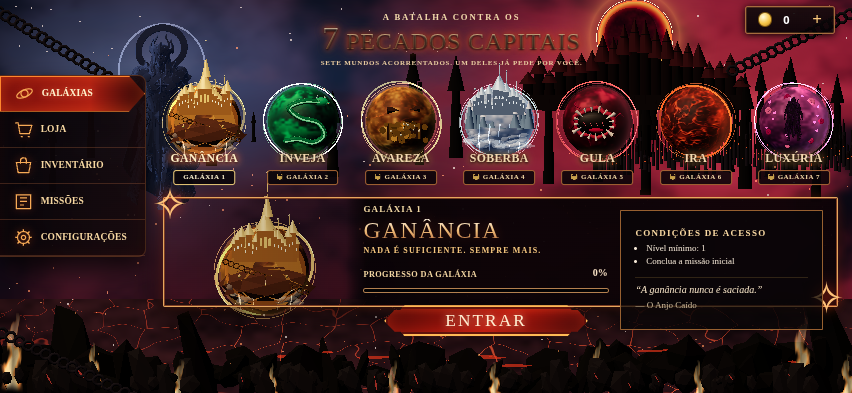 A BATALHA CONTRA OS
7 PECADOS CAPITAIS
SETE MUNDOS ACORRENTADOS. UM DELES JÁ PEDE POR VOCÊ.
0 +
GALÁXIAS
LOJA
INVENTÁRIO
MISSÕES
CONFIGURAÇÕES
GANÂNCIA
GALÁXIA 1
INVEJA
GALÁXIA 2
AVAREZA
GALÁXIA 3
SOBERBA
GALÁXIA 4
GULA
GALÁXIA 5
IRA
GALÁXIA 6
LUXÚRIA
GALÁXIA 7
GALÁXIA 1
GANÂNCIA
NADA É SUFICIENTE. SEMPRE MAIS.
PROGRESSO DA GALÁXIA 0%
ENTRAR
CONDIÇÕES DE ACESSO
• Nível mínimo: 1
• Conclua a missão inicial
“A ganância nunca é saciada.”
— O Anjo Caído